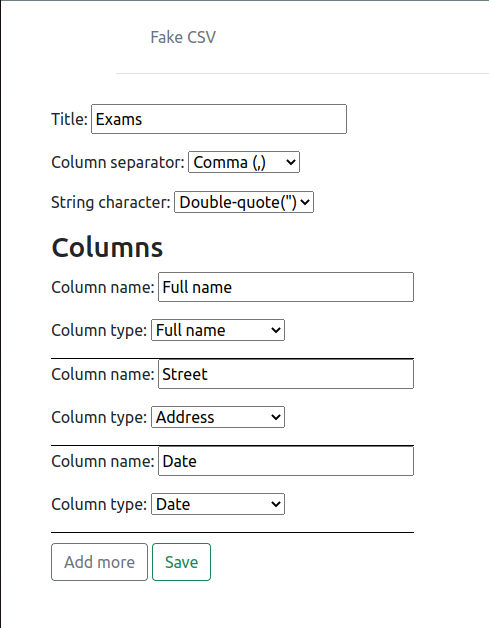 Fake CSV
Title: Exams
Column separator: Comma (,)
String character: Double-quote(")
Columns
Column name: Full name
Column type: Full name
Column name: Street
Column type: Address
Column name: Date
Column type: Date
Add more Save